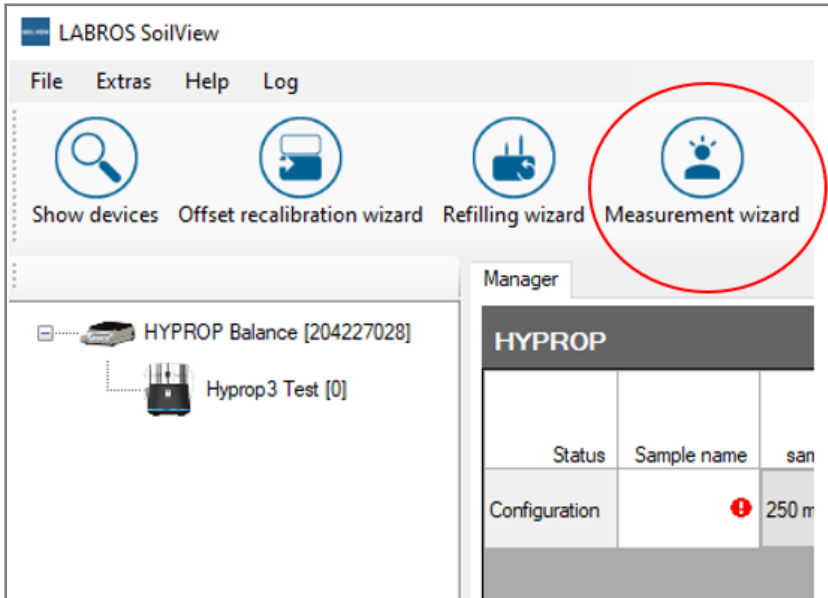 LABROS SoilView
File Extras Help Log
Show devices Offset recalibration wizard Refilling wizard Measurement wizard
Manager
HYPROP Balance [204227028]
HYPROP
Hyprop3 Test [0]
Status Sample name sam
Configuration 250 m